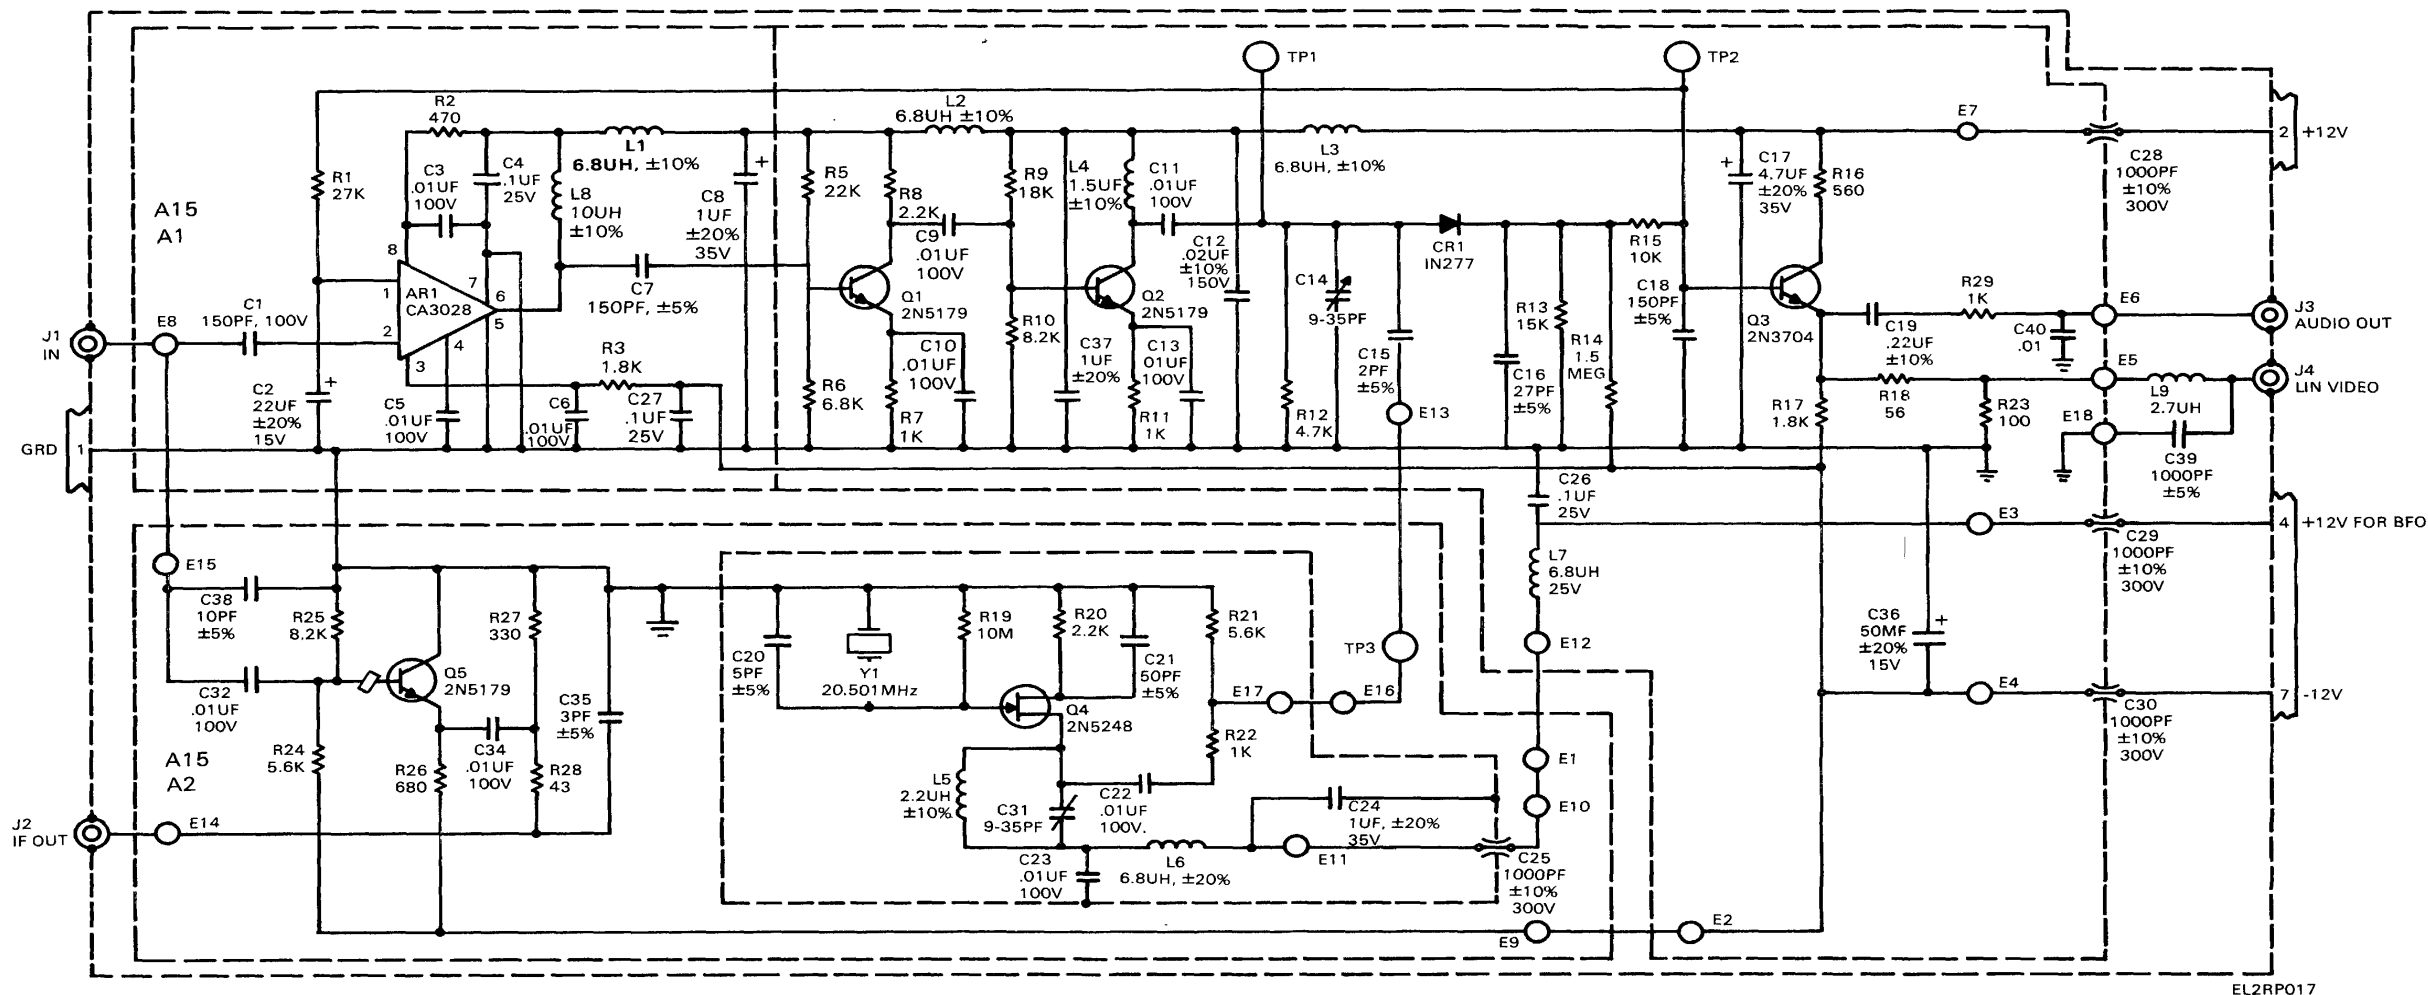 TP1
TP2
R2
470
L2
6.8UH ±10%
E7
2
+12V
L1
6.8UH, ±10%
L3
6.8UH, ±10%
C28
1000PF
±10%
300V
R1
27K
C3
.01UF
100V
C4
.1UF
25V
L8
10UH
±10%
C8
1UF
±20%
35V
+
R5
22K
R8
2.2K
R9
18K
L4
1.5UF
±10%
C11
.01UF
100V
+
C17
4.7UF
±20%
35V
R16
560
A15
A1
C9
.01UF
100V
C12
.02UF
±10%
150V
CR1
IN277
R15
10K
8
7
6
5
1
2
3
4
AR1
CA3028
C7
150PF, ±5%
Q1
2N5179
Q2
2N5179
C14
9-35PF
R13
15K
C18
150PF
±5%
Q3
2N3704
R29
1K
E6
J3
AUDIO OUT
C1
150PF, 100V
E8
J1
IN
R3
1.8K
C10
.01UF
100V
R10
8.2K
C37
1UF
±20%
C13
01UF
100V
C15
2PF
±5%
C16
27PF
±5%
R14
1.5
MEG
C19
.22UF
±10%
C40
.01
E5
J4
LIN VIDEO
C2
22UF
±20%
15V
+
C5
.01UF
100V
C6
.01UF
100V
C27
.1UF
25V
R6
6.8K
R7
1K
R11
1K
R12
4.7K
E13
R17
1.8K
R18
56
R23
100
E18
L9
2.7UH
C39
1000PF
±5%
GRD
1
C26
.1UF
25V
E3
4
+12V FOR BFO
C29
1000PF
±10%
300V
E15
L7
6.8UH
25V
C38
10PF
±5%
R25
8.2K
R27
330
R19
10M
R20
2.2K
R21
5.6K
C36
50MF
±20%
15V
+
C20
5PF
±5%
Y1
20.501MHz
C21
50PF
±5%
TP3
E12
C32
.01UF
100V
Q5
2N5179
C35
3PF
±5%
Q4
2N5248
E17
E16
E4
7
-12V
C30
1000PF
±10%
300V
R24
5.6K
A15
A2
R26
680
C34
.01UF
100V
R28
43
L5
2.2UH
±10%
C31
9-35PF
C22
.01UF
100V.
R22
1K
E1
E10
C24
1UF, ±20%
35V
J2
IF OUT
E14
C23
.01UF
100V
L6
6.8UH, ±20%
E11
C25
1000PF
±10%
300V
E9
E2
EL2RP017